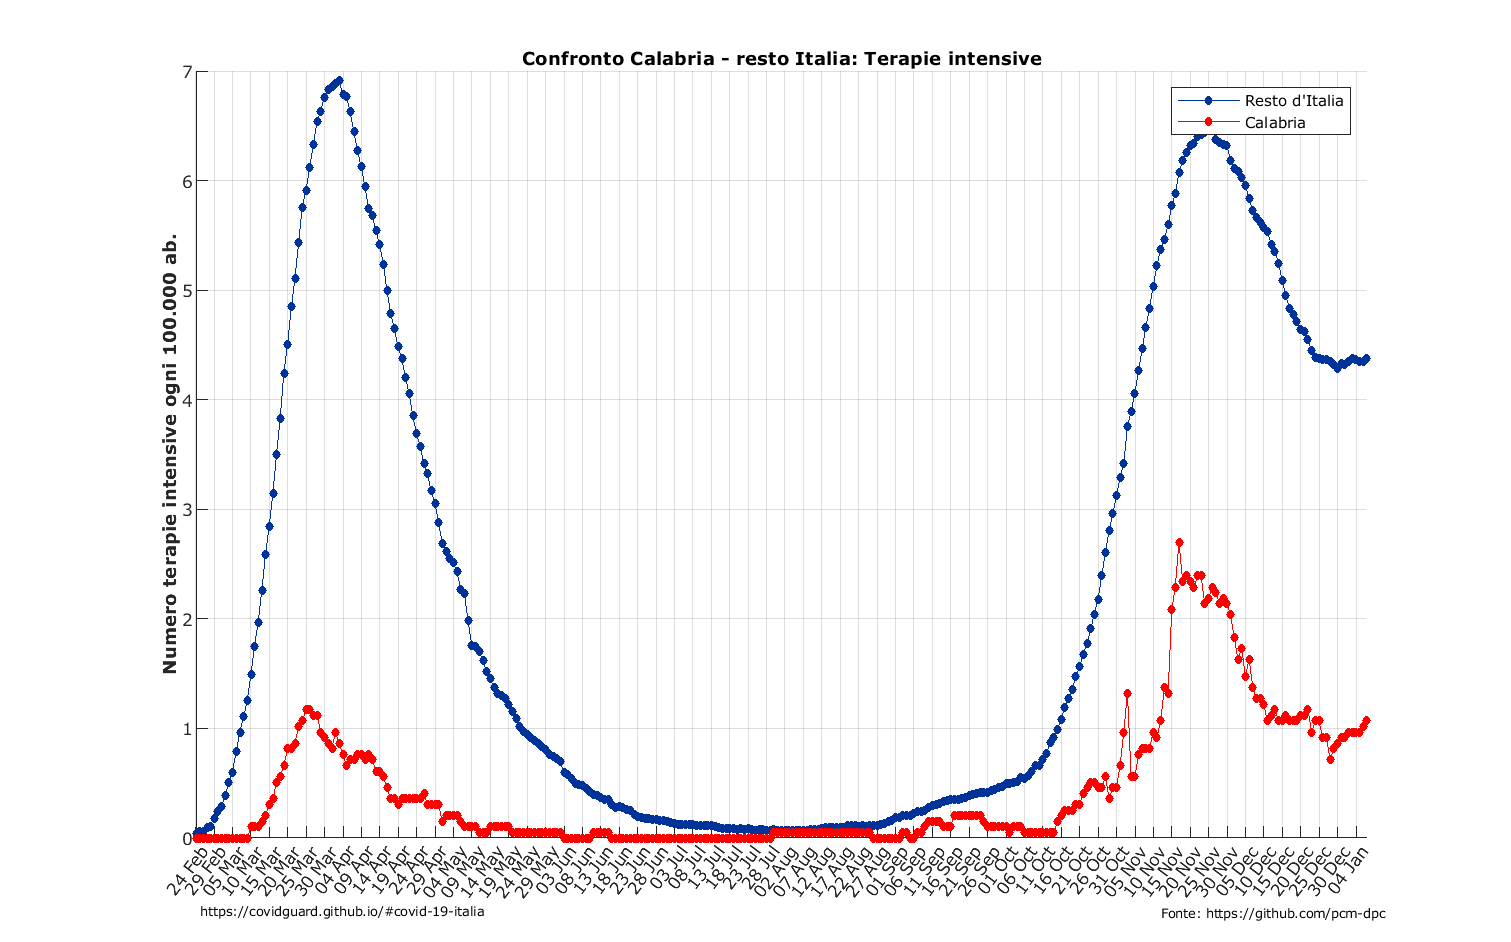 Confronto Calabria - resto Italia: Terapie intensive
Resto d'Italia
Calabria
Numero terapie intensive ogni 100.000 ab.
7
6
5
4
3
2
1
0
24 Feb
29 Feb
05 Mar
10 Mar
15 Mar
20 Mar
25 Mar
30 Mar
04 Apr
09 Apr
14 Apr
19 Apr
24 Apr
29 Apr
04 May
09 May
14 May
19 May
24 May
29 May
03 Jun
08 Jun
13 Jun
18 Jun
23 Jun
28 Jun
03 Jul
08 Jul
13 Jul
18 Jul
23 Jul
28 Jul
02 Aug
07 Aug
12 Aug
17 Aug
22 Aug
27 Aug
01 Sep
06 Sep
11 Sep
16 Sep
21 Sep
26 Sep
01 Oct
06 Oct
11 Oct
16 Oct
21 Oct
26 Oct
31 Oct
05 Nov
10 Nov
15 Nov
20 Nov
25 Nov
30 Nov
05 Dec
10 Dec
15 Dec
20 Dec
25 Dec
30 Dec
04 Jan
https://covidguard.github.io/#covid-19-italia
Fonte: https://github.com/pcm-dpc